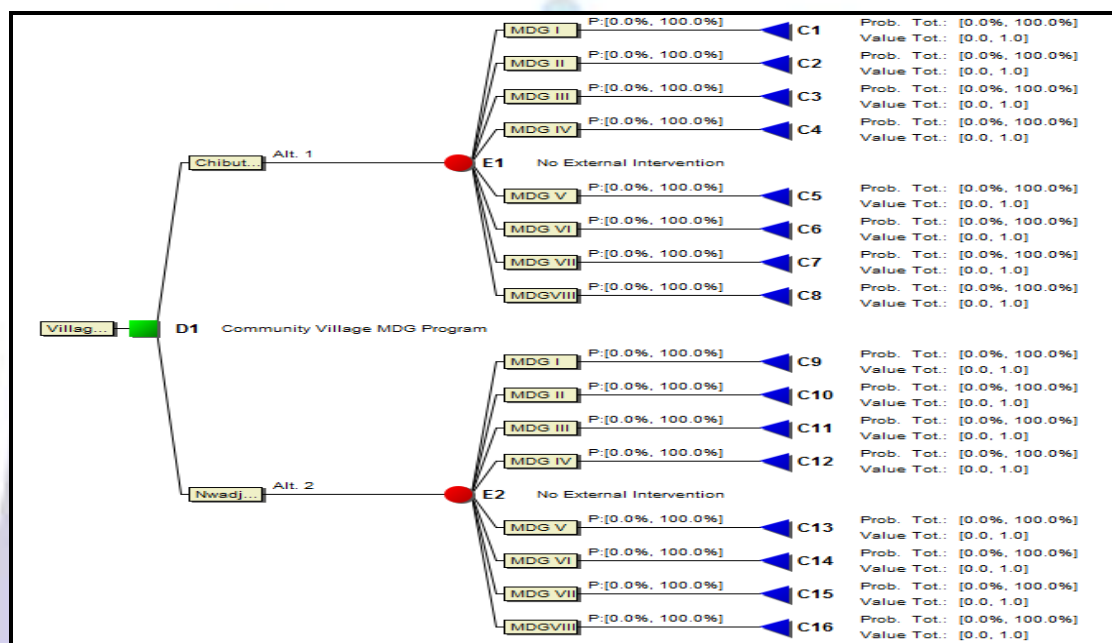 MDG I P:[0.0%, 100.0%] C1 Prob. Tot.: [0.0%, 100.0%]
Value Tot.: [0.0, 1.0]
MDG II P:[0.0%, 100.0%] C2 Prob. Tot.: [0.0%, 100.0%]
Value Tot.: [0.0, 1.0]
MDG III P:[0.0%, 100.0%] C3 Prob. Tot.: [0.0%, 100.0%]
Value Tot.: [0.0, 1.0]
MDG IV P:[0.0%, 100.0%] C4 Prob. Tot.: [0.0%, 100.0%]
Value Tot.: [0.0, 1.0]
Chibut... Alt. 1 E1 No External Intervention
MDG V P:[0.0%, 100.0%] C5 Prob. Tot.: [0.0%, 100.0%]
Value Tot.: [0.0, 1.0]
MDG VI P:[0.0%, 100.0%] C6 Prob. Tot.: [0.0%, 100.0%]
Value Tot.: [0.0, 1.0]
MDG VII P:[0.0%, 100.0%] C7 Prob. Tot.: [0.0%, 100.0%]
Value Tot.: [0.0, 1.0]
MDGVIII P:[0.0%, 100.0%] C8 Prob. Tot.: [0.0%, 100.0%]
Value Tot.: [0.0, 1.0]
Villag... D1 Community Village MDG Program
MDG I P:[0.0%, 100.0%] C9 Prob. Tot.: [0.0%, 100.0%]
Value Tot.: [0.0, 1.0]
MDG II P:[0.0%, 100.0%] C10 Prob. Tot.: [0.0%, 100.0%]
Value Tot.: [0.0, 1.0]
MDG III P:[0.0%, 100.0%] C11 Prob. Tot.: [0.0%, 100.0%]
Value Tot.: [0.0, 1.0]
MDG IV P:[0.0%, 100.0%] C12 Prob. Tot.: [0.0%, 100.0%]
Value Tot.: [0.0, 1.0]
Nwadj... Alt. 2 E2 No External Intervention
MDG V P:[0.0%, 100.0%] C13 Prob. Tot.: [0.0%, 100.0%]
Value Tot.: [0.0, 1.0]
MDG VI P:[0.0%, 100.0%] C14 Prob. Tot.: [0.0%, 100.0%]
Value Tot.: [0.0, 1.0]
MDG VII P:[0.0%, 100.0%] C15 Prob. Tot.: [0.0%, 100.0%]
Value Tot.: [0.0, 1.0]
MDGVIII P:[0.0%, 100.0%] C16 Prob. Tot.: [0.0%, 100.0%]
Value Tot.: [0.0, 1.0]